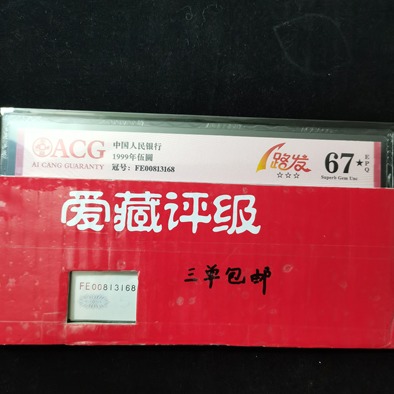 ACG
AI CANG GUARANTY
中国人民银行
1999年伍圆
冠号: FE00813168
1路发
☆☆☆
67★
EPQ
Superb Gem Unc
爱藏评级
FE00813168
三单包邮